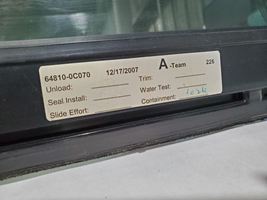 64810-0C070 12/17/2007 A -Team 226
Unload: Trim:
Seal Install: Water Test:
Slide Effort: Containment: